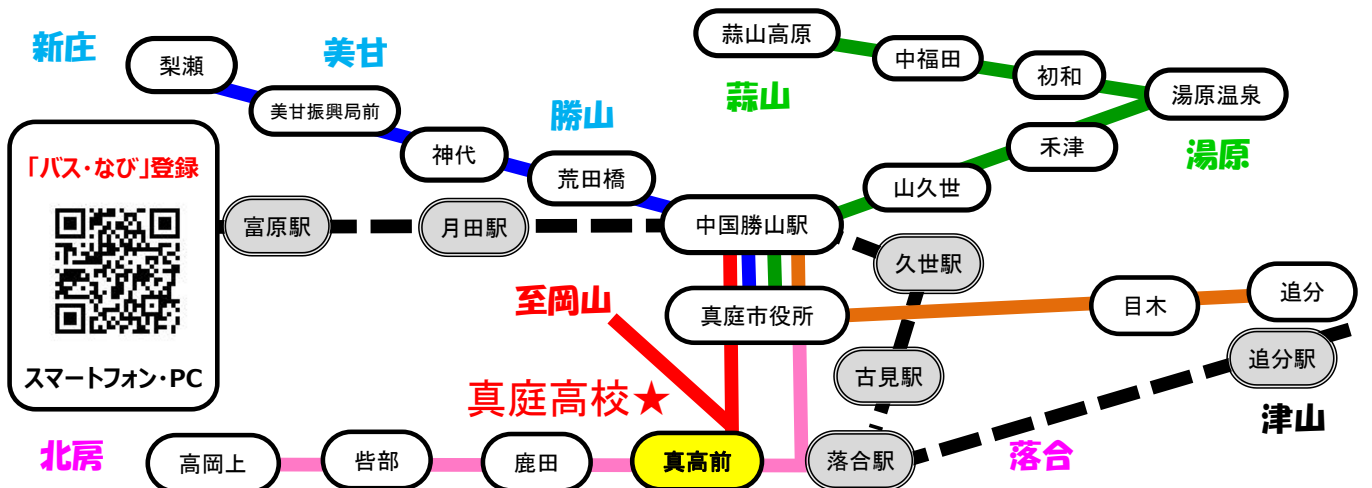 新庄
梨瀬
美甘
美甘振興局前
神代
勝山
荒田橋
蒜山高原
中福田
初和
湯原温泉
蒜山
禾津
湯原
山久世
「バス・なび」登録
スマートフォン・PC
富原駅
月田駅
中国勝山駅
久世駅
至岡山
真庭市役所
目木
追分
古見駅
追分駅
津山
真庭高校★
北房
高岡上
呰部
鹿田
真高前
落合駅
落合